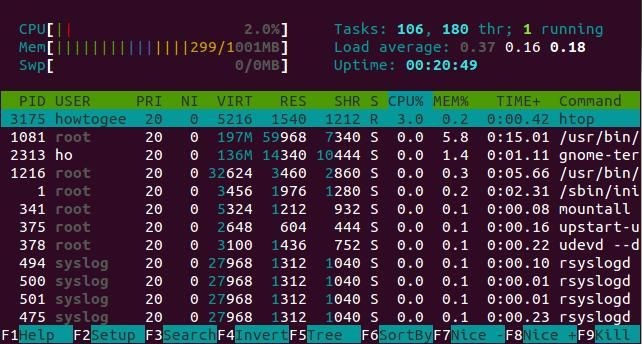 CPU[|| 2.0%] Tasks: 106, 180 thr; 1 running
Mem[|||||||||||||||299/1001MB] Load average: 0.37 0.16 0.18
Swp[ 0/0MB] Uptime: 00:20:49
PID USER PRI NI VIRT RES SHR S CPU% MEM% TIME+ Command
3175 howtogee 20 0 5216 1540 1212 R 3.0 0.2 0:00.42 htop
1081 root 20 0 197M 59968 7340 S 0.0 5.8 0:15.01 /usr/bin/
2313 ho 20 0 136M 14340 10444 S 0.0 1.4 0:01.11 gnome-ter
1216 root 20 0 32624 3460 2860 S 0.0 0.3 0:05.66 /usr/bin/
1 root 20 0 3456 1976 1280 S 0.0 0.2 0:02.31 /sbin/ini
341 root 20 0 5324 1212 932 S 0.0 0.1 0:00.08 mountall
375 root 20 0 2648 604 444 S 0.0 0.1 0:00.16 upstart-u
378 root 20 0 3100 1436 752 S 0.0 0.1 0:00.22 udevd --d
494 syslog 20 0 27968 1312 1040 S 0.0 0.1 0:00.01 rsyslogd
500 syslog 20 0 27968 1312 1040 S 0.0 0.1 0:00.01 rsyslogd
501 syslog 20 0 27968 1312 1040 S 0.0 0.1 0:00.01 rsyslogd
475 syslog 20 0 27968 1312 1040 S 0.0 0.1 0:00.23 rsyslogd
F1Help F2Setup F3SearchF4InvertF5Tree F6SortByF7Nice -F8Nice +F9Kill